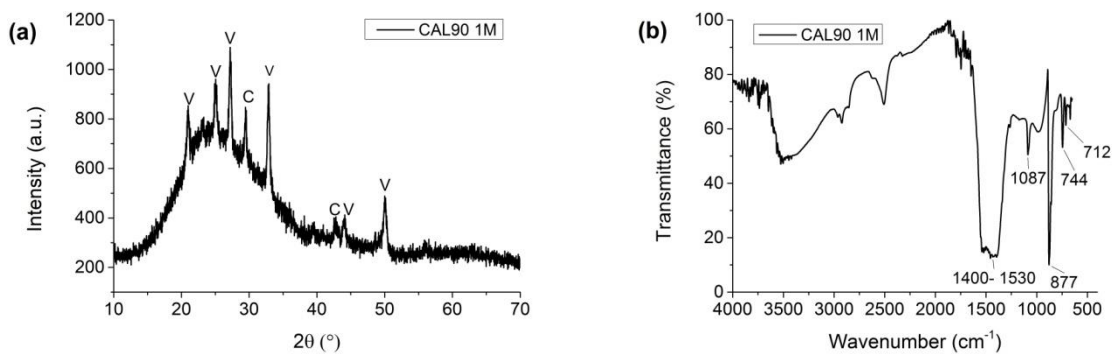 (a)
CAL90 1M
1200
1000
800
600
400
200
Intensity (a.u.)
V
V
V
C
V
C
V
V
10
20
30
40
50
60
70
2θ (°)
(b)
CAL90 1M
100
80
60
40
20
0
Transmittance (%)
1400- 1530
1087
877
744
712
4000
3500
3000
2500
2000
1500
1000
500
Wavenumber (cm⁻¹)